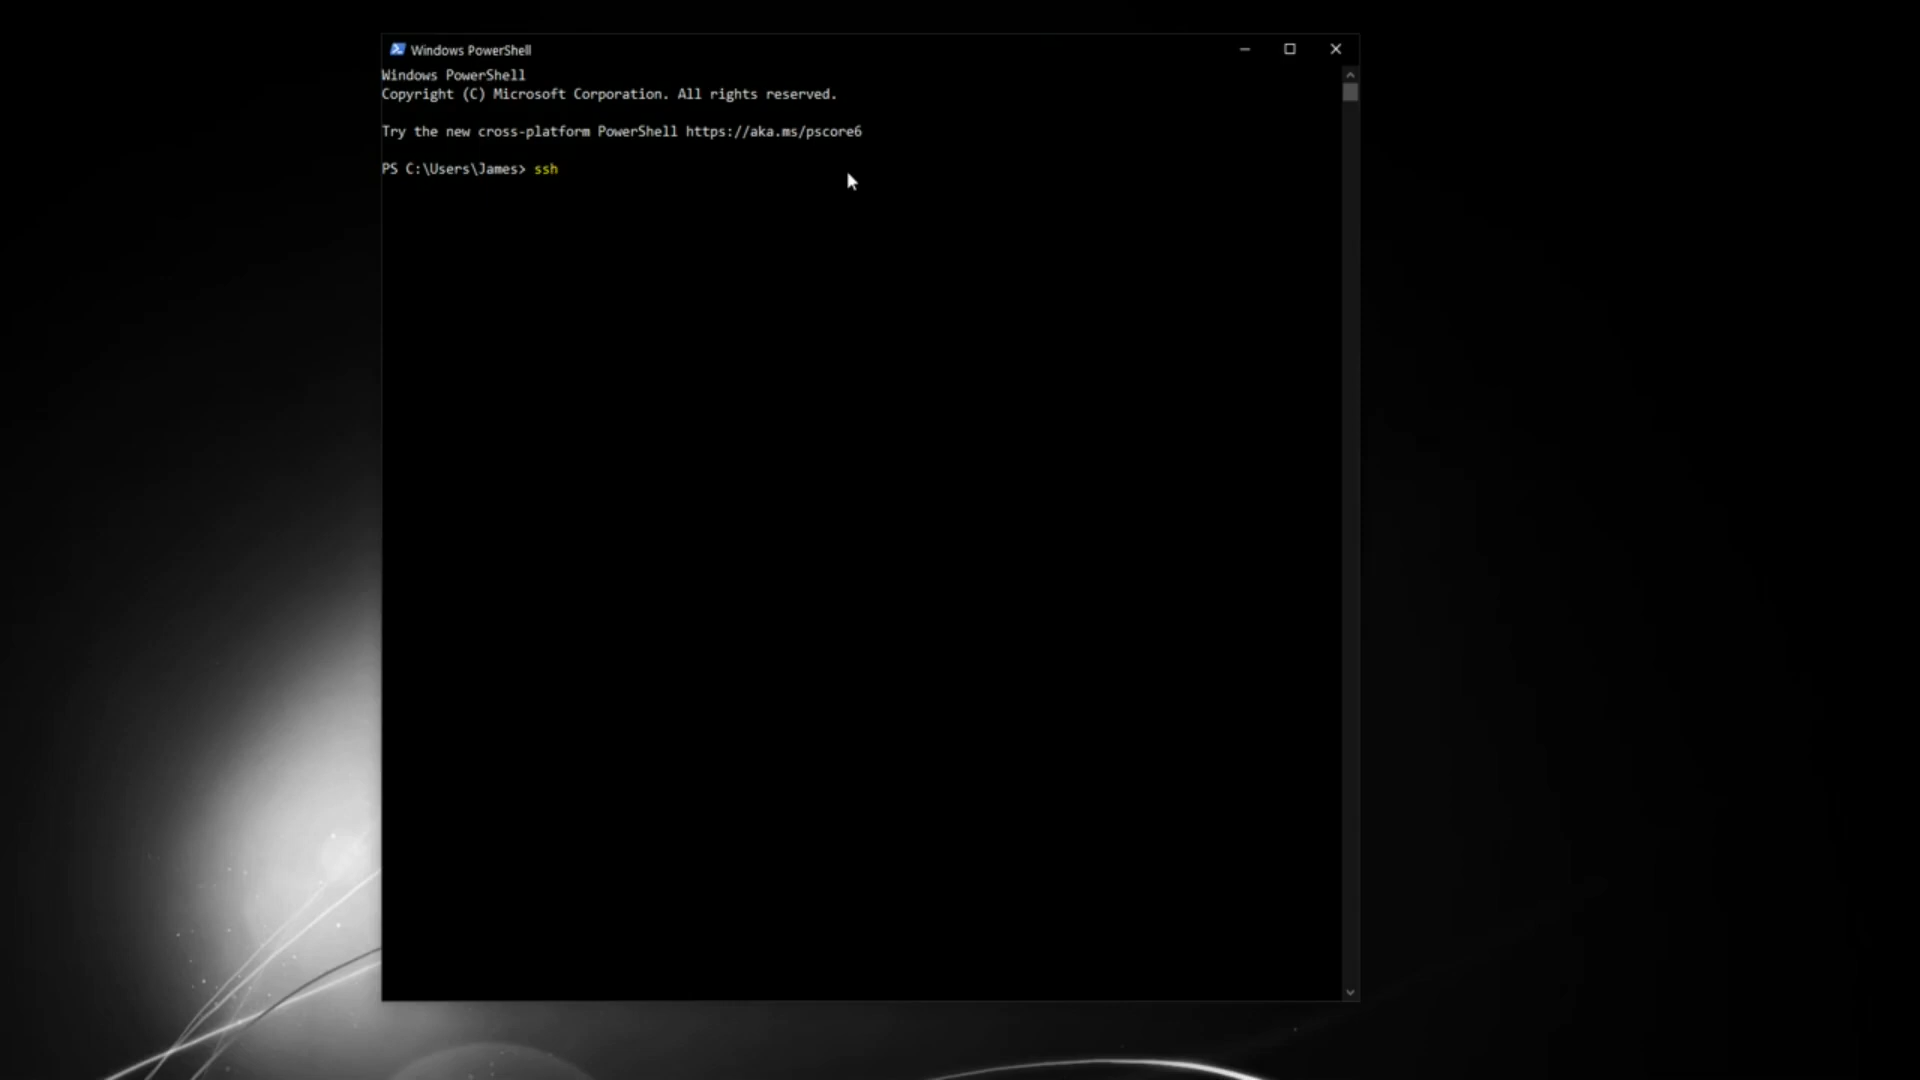 Windows PowerShell
Windows PowerShell
Copyright (C) Microsoft Corporation. All rights reserved.
Try the new cross-platform PowerShell https://aka.ms/pscore6
PS C:\Users\James> ssh